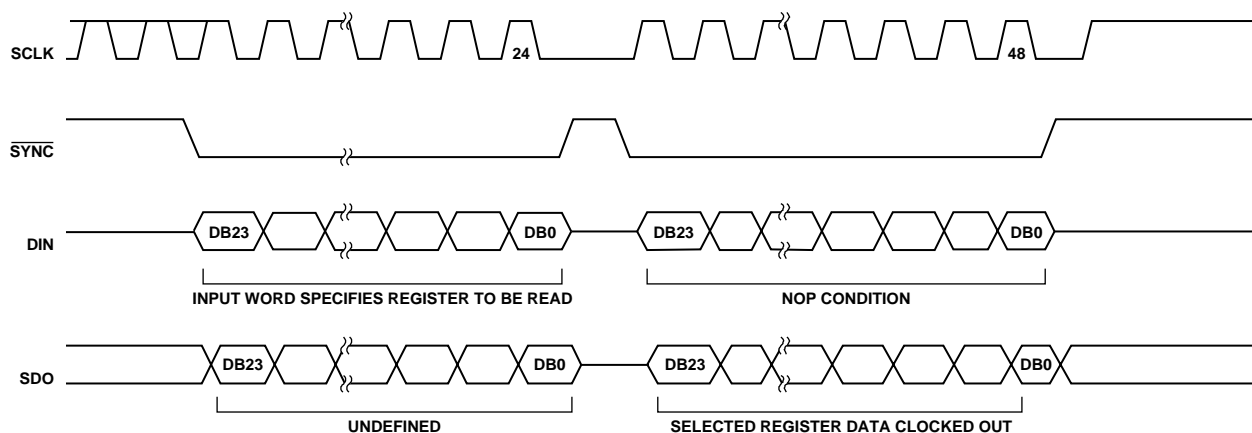 SCLK
24
48
SYNC
DIN
DB23
DB0
DB23
DB0
INPUT WORD SPECIFIES REGISTER TO BE READ
NOP CONDITION
SDO
DB23
DB0
DB23
DB0
UNDEFINED
SELECTED REGISTER DATA CLOCKED OUT